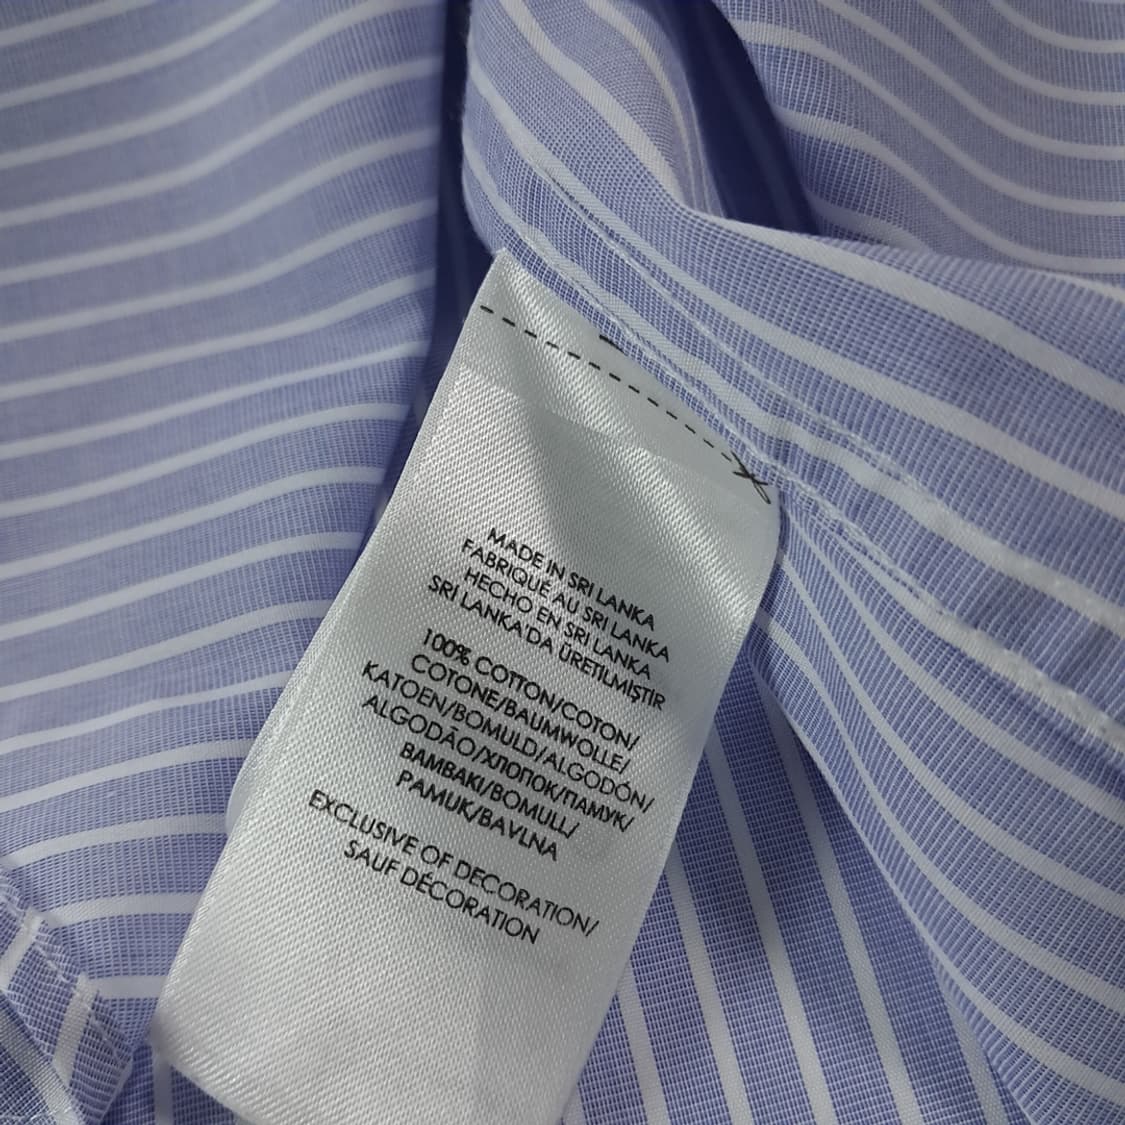 MADE IN SRI LANKA
FABRIQUE AU SRI LANKA
HECHO EN SRI LANKA
SRI LANKA'DA ÜRETILMIŞTIR
100% COTTON/COTON/
COTONE/BAUMWOLLE/
KATOEN/BOMULD/ALGODÓN/
ALGODÃO/ХЛОПОК/ПАМУК/
BAMBAKI/BOMULL/
PAMUK/BAVLNA
EXCLUSIVE OF DECORATION/
SAUF DÉCORATION